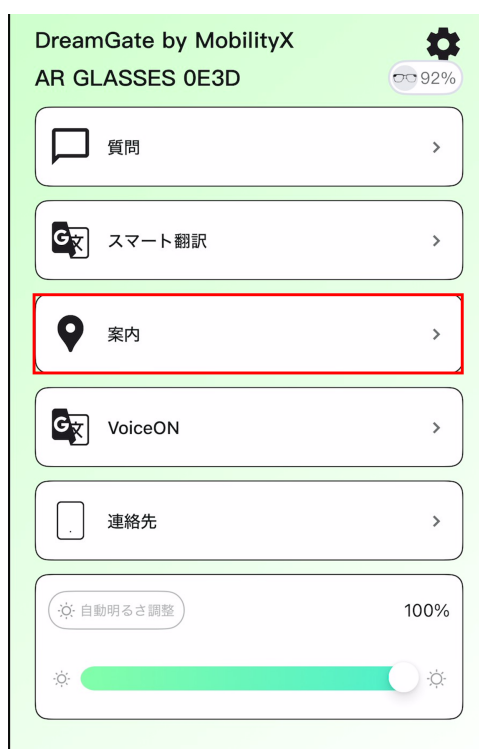 DreamGate by MobilityX
AR GLASSES 0E3D
92%
質問
スマート翻訳
案内
VoiceON
連絡先
自動明るさ調整
100%